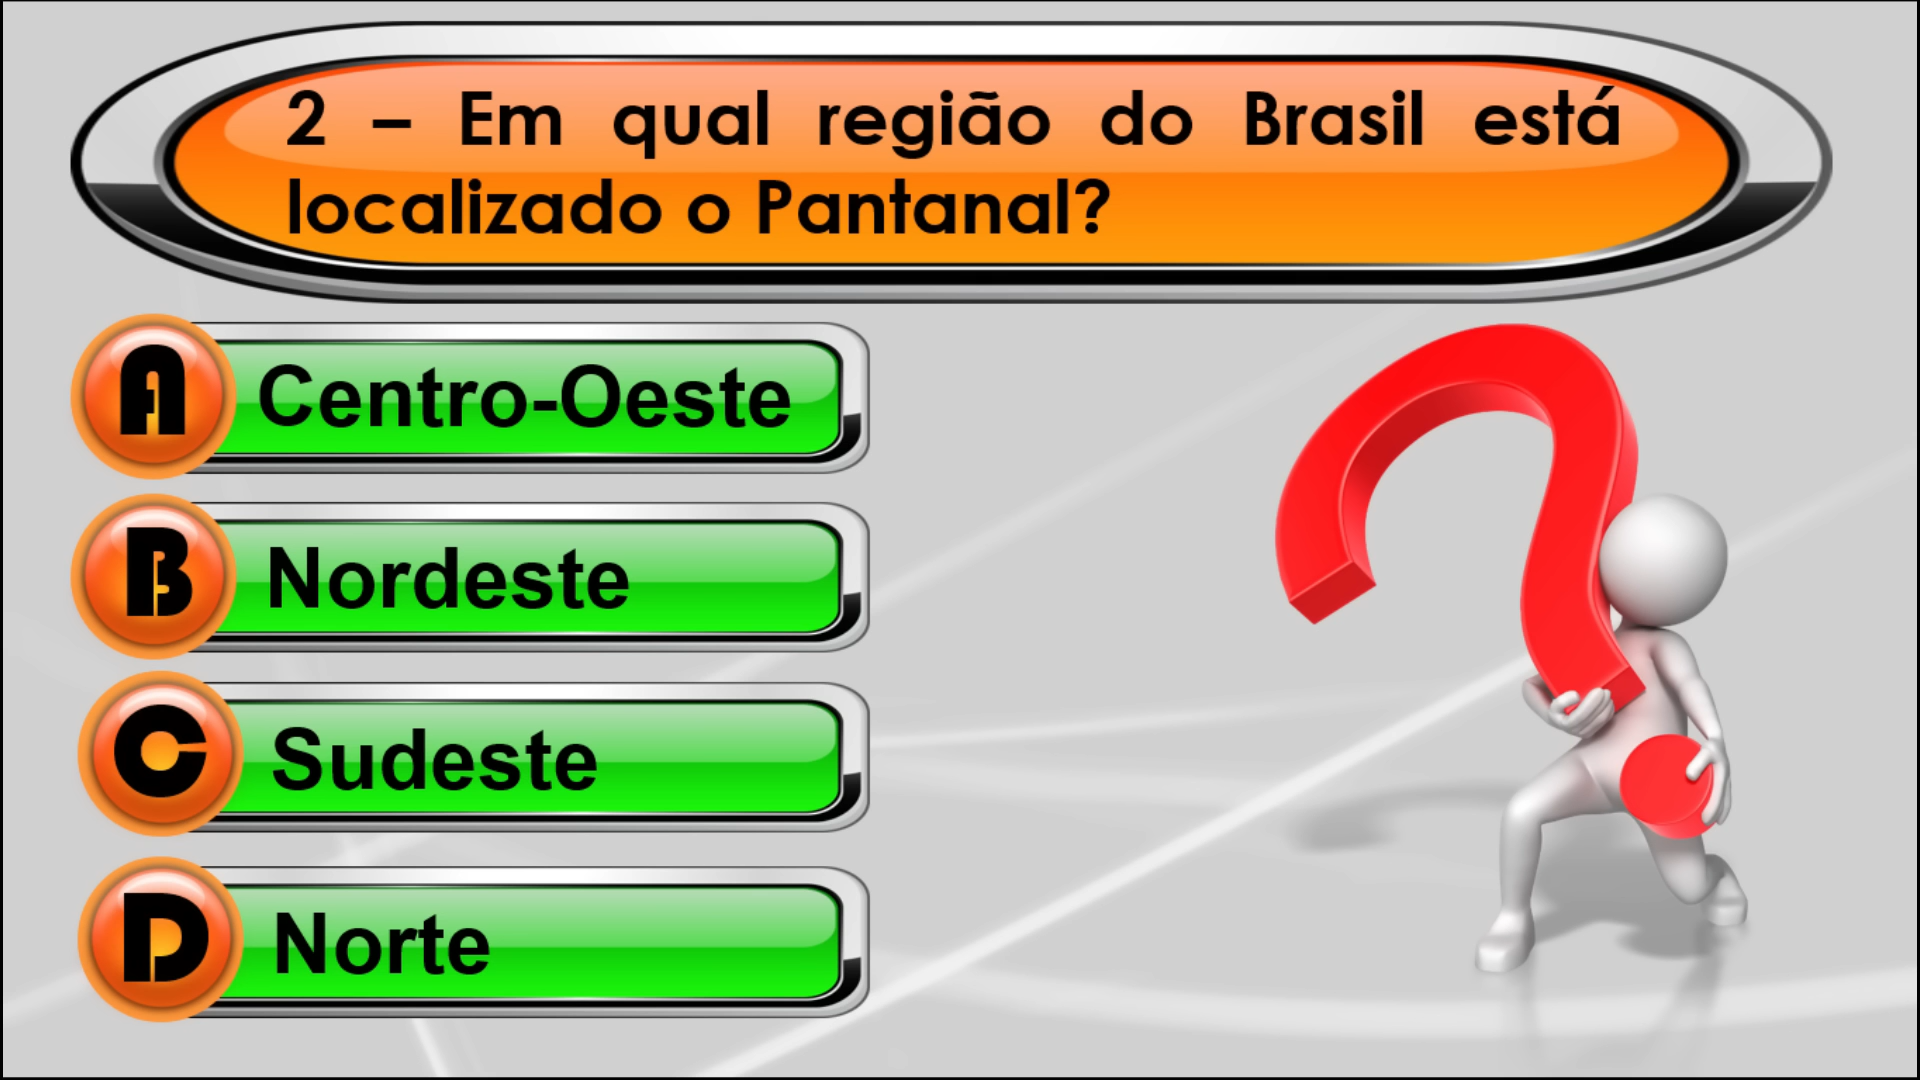 2 – Em qual região do Brasil está
localizado o Pantanal?
A Centro-Oeste
B Nordeste
C Sudeste
D Norte